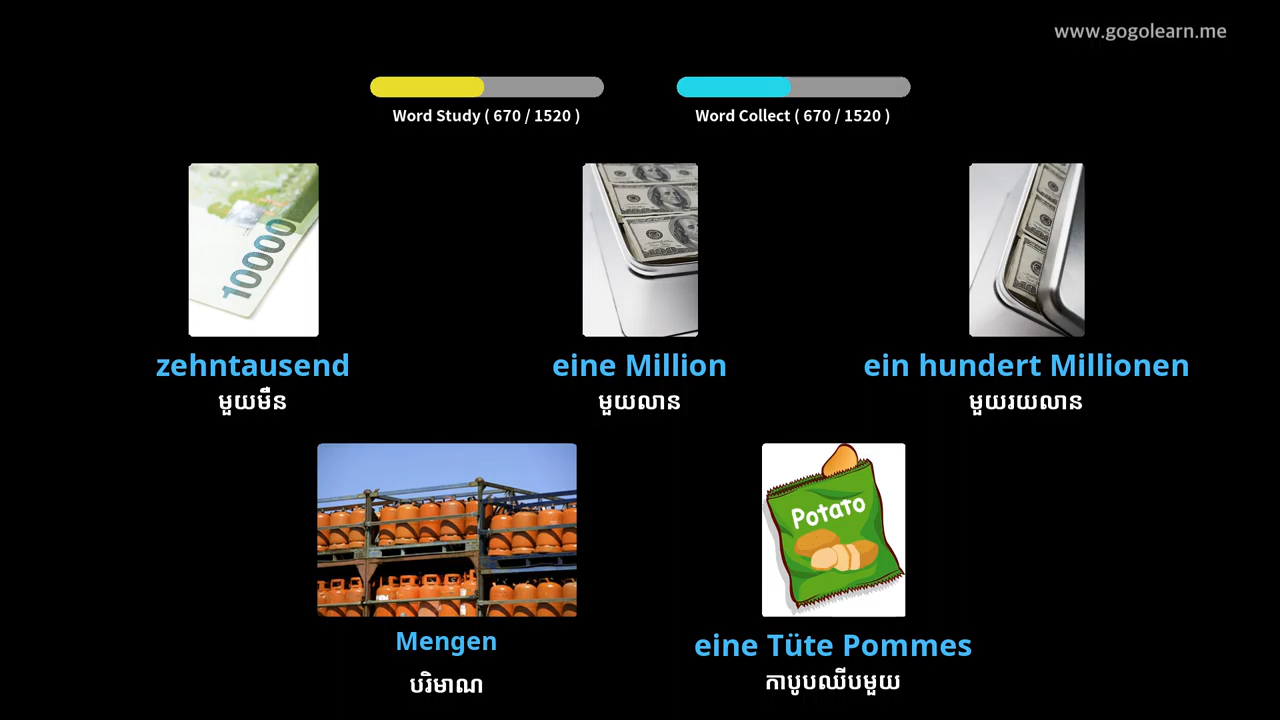 www.gogolearn.me
Word Study ( 670 / 1520 )
Word Collect ( 670 / 1520 )
10000
zehntausend
មួយមឺន
eine Million
មួយលាន
ein hundert Millionen
មួយរយលាន
Potato
Mengen
បរិមាណ
eine Tüte Pommes
កាបូបឈីបមួយ